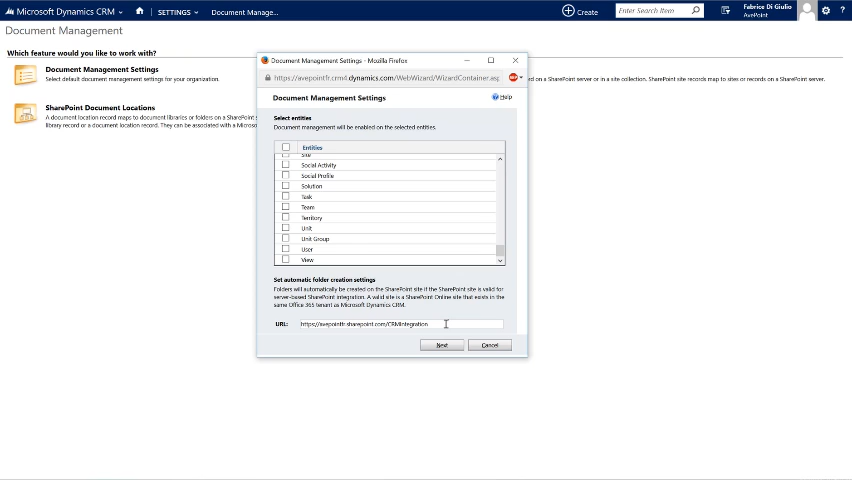 Microsoft Dynamics CRM
SETTINGS
Document Manage...
Create
Enter Search Item
Fabrice Di Giulio
AvePoint
?
Document Management
Which feature would you like to work with?
Document Management Settings
Select default document management settings for your organization.
SharePoint Document Locations
A document location record maps to document libraries or folders on a SharePoint
library record or a document location record. They can be associated with a Microso
ed on a SharePoint server or in a site collection. SharePoint site records map to sites or records on a SharePoint server.
Document Management Settings - Mozilla Firefox
https://avepointfr.crm4.dynamics.com/WebWizard/WizardContainer.asp
ABP
Document Management Settings
Help
Select entities
Document management will be enabled on the selected entities.
Entities
Site
Social Activity
Social Profile
Solution
Task
Team
Territory
Unit
Unit Group
User
View
Set automatic folder creation settings
Folders will automatically be created on the SharePoint site if the SharePoint site is valid for
server-based SharePoint integration. A valid site is a SharePoint Online site that exists in the
same Office 365 tenant as Microsoft Dynamics CRM.
URL: https://avepointfr.sharepoint.com/CRMIntegration
Next
Cancel